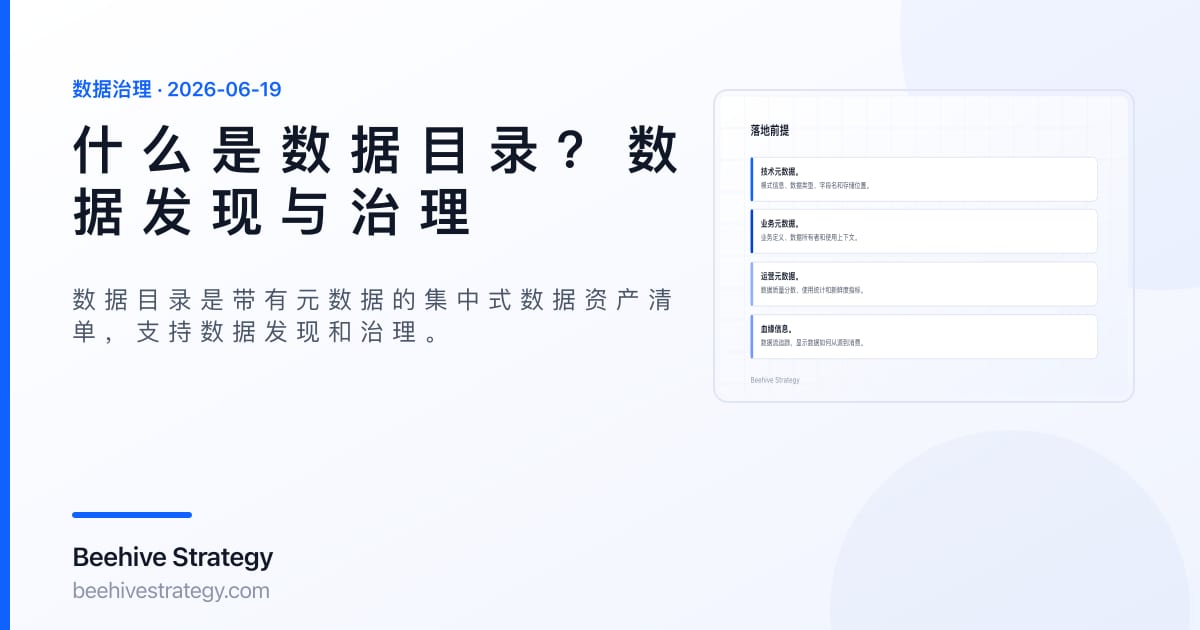 数据治理 · 2026-06-19
什么是数据目录？数
据发现与治理
数据目录是带有元数据的集中式数据资产清
单，支持数据发现和治理。
落地前提
技术元数据。
模式信息、数据类型、字段名和存储位置。
业务元数据。
业务定义、数据所有者和使用上下文。
运营元数据。
数据质量分数、使用统计和新鲜度指标。
血缘信息。
数据流追踪，显示数据如何从源到消费。
Beehive Strategy
Beehive Strategy
beehivestrategy.com